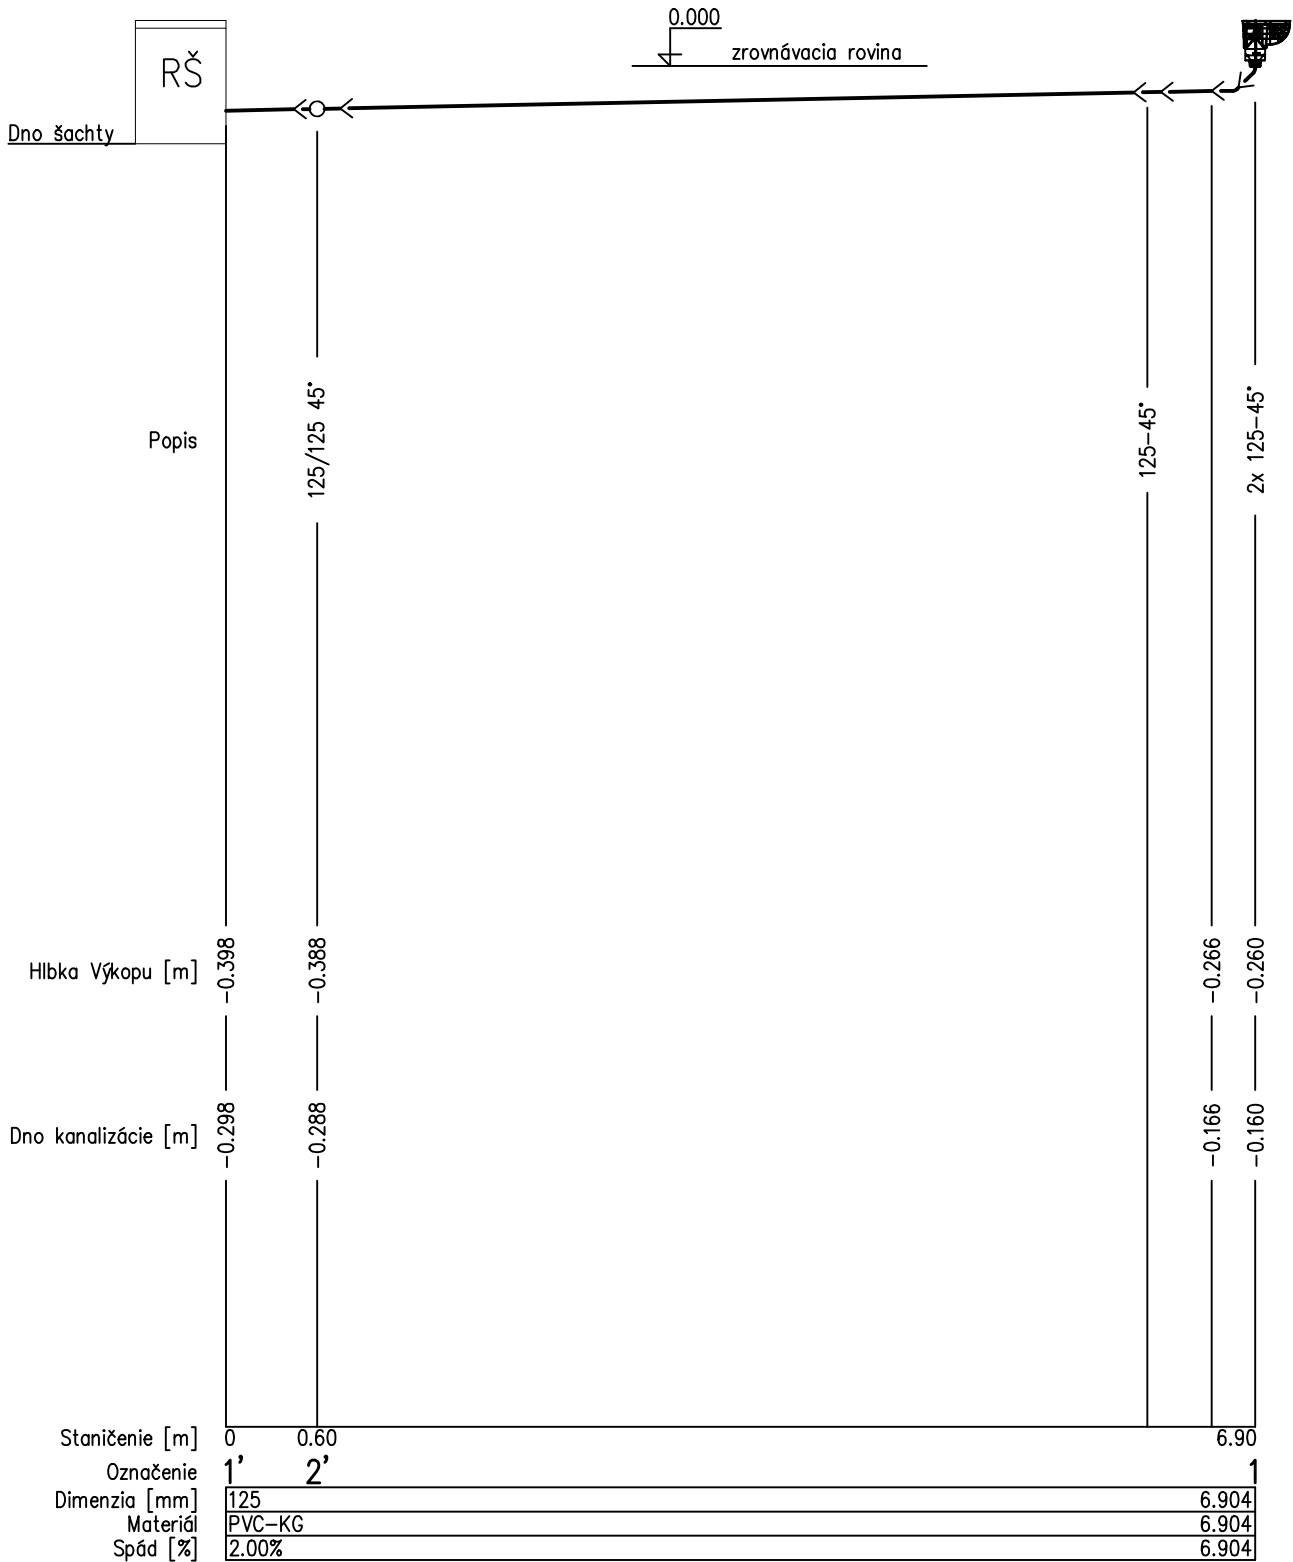 0.000
zrovnávacia rovina
RŠ
Dno šachty
Popis
125/125 45°
125-45°
2x 125-45°
Hlbka Výkopu [m]
-0.398
-0.388
-0.266
-0.260
Dno kanalizácie [m]
-0.298
-0.288
-0.166
-0.160
Staničenie [m] 0 0.60 6.90
Označenie 1' 2' 1
Dimenzia [mm] 125 6.904
Materiál PVC-KG 6.904
Spád [%] 2.00% 6.904